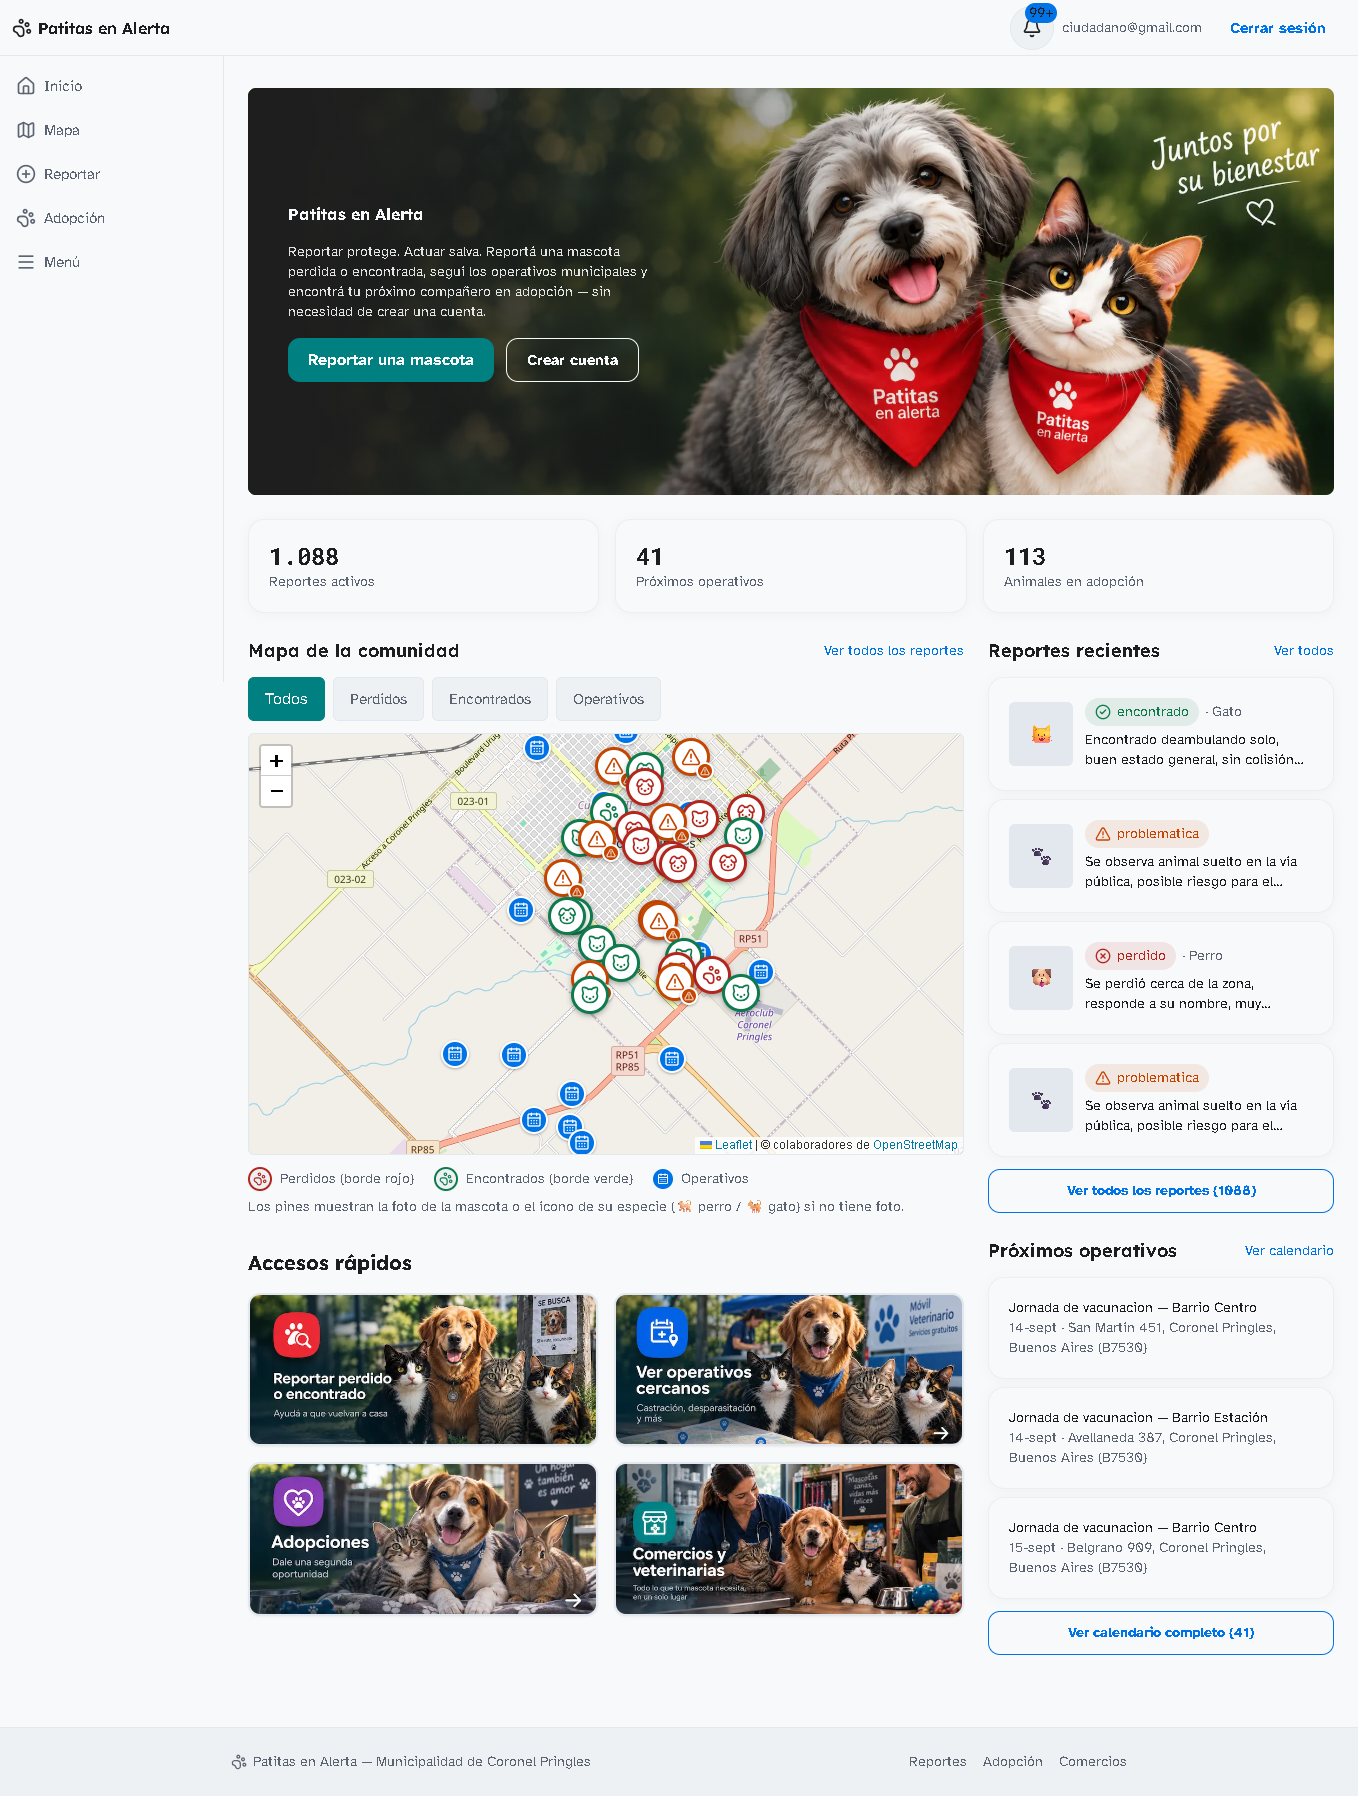 Patitas en Alerta
99+
ciudadano@gmail.com
Cerrar sesión
Inicio
Mapa
Reportar
Adopción
Menú
Juntos por
su bienestar
Patitas en Alerta
Reportar protege. Actuar salva. Reportá una mascota
perdida o encontrada, seguí los operativos municipales y
encontrá tu próximo compañero en adopción — sin
necesidad de crear una cuenta.
Reportar una mascota
Crear cuenta
Patitas
en alerta
Patitas
en alerta
1.088
Reportes activos
41
Próximos operativos
113
Animales en adopción
Mapa de la comunidad
Ver todos los reportes
Todos
Perdidos
Encontrados
Operativos
+
−
023-01
023-02
Acceso a Coronel Pringles
RP51
Aeroclub
Coronel
Pringles
RP51
RP85
RP85
Leaflet | © colaboradores de OpenStreetMap
Perdidos (borde rojo)
Encontrados (borde verde)
Operativos
Los pines muestran la foto de la mascota o el ícono de su especie (🐕 perro / 🐈 gato) si no tiene foto.
Accesos rápidos
SE BUSCA
Reportar perdido
o encontrado
Ayudá a que vuelvan a casa
Móvil
Veterinario
Servicios gratuitos
Ver operativos
cercanos
Castración, desparasitación
y más
Un hogar
también
es amor
Adopciones
Dale una segunda
oportunidad
Mascotas
sanas,
vidas más
felices
Comercios y
veterinarias
Todo lo que tu mascota necesita,
en un solo lugar
Reportes recientes
Ver todos
encontrado · Gato
Encontrado deambulando solo,
buen estado general, sin colisión...
problematica
Se observa animal suelto en la vía
pública, posible riesgo para el...
perdido · Perro
Se perdió cerca de la zona,
responde a su nombre, muy...
problematica
Se observa animal suelto en la vía
pública, posible riesgo para el...
Ver todos los reportes (1088)
Próximos operativos
Ver calendario
Jornada de vacunacion — Barrio Centro
14-sept · San Martín 451, Coronel Pringles,
Buenos Aires (B7530)
Jornada de vacunacion — Barrio Estación
14-sept · Avellaneda 387, Coronel Pringles,
Buenos Aires (B7530)
Jornada de vacunacion — Barrio Centro
15-sept · Belgrano 909, Coronel Pringles,
Buenos Aires (B7530)
Ver calendario completo (41)
Patitas en Alerta — Municipalidad de Coronel Pringles
Reportes
Adopción
Comercios